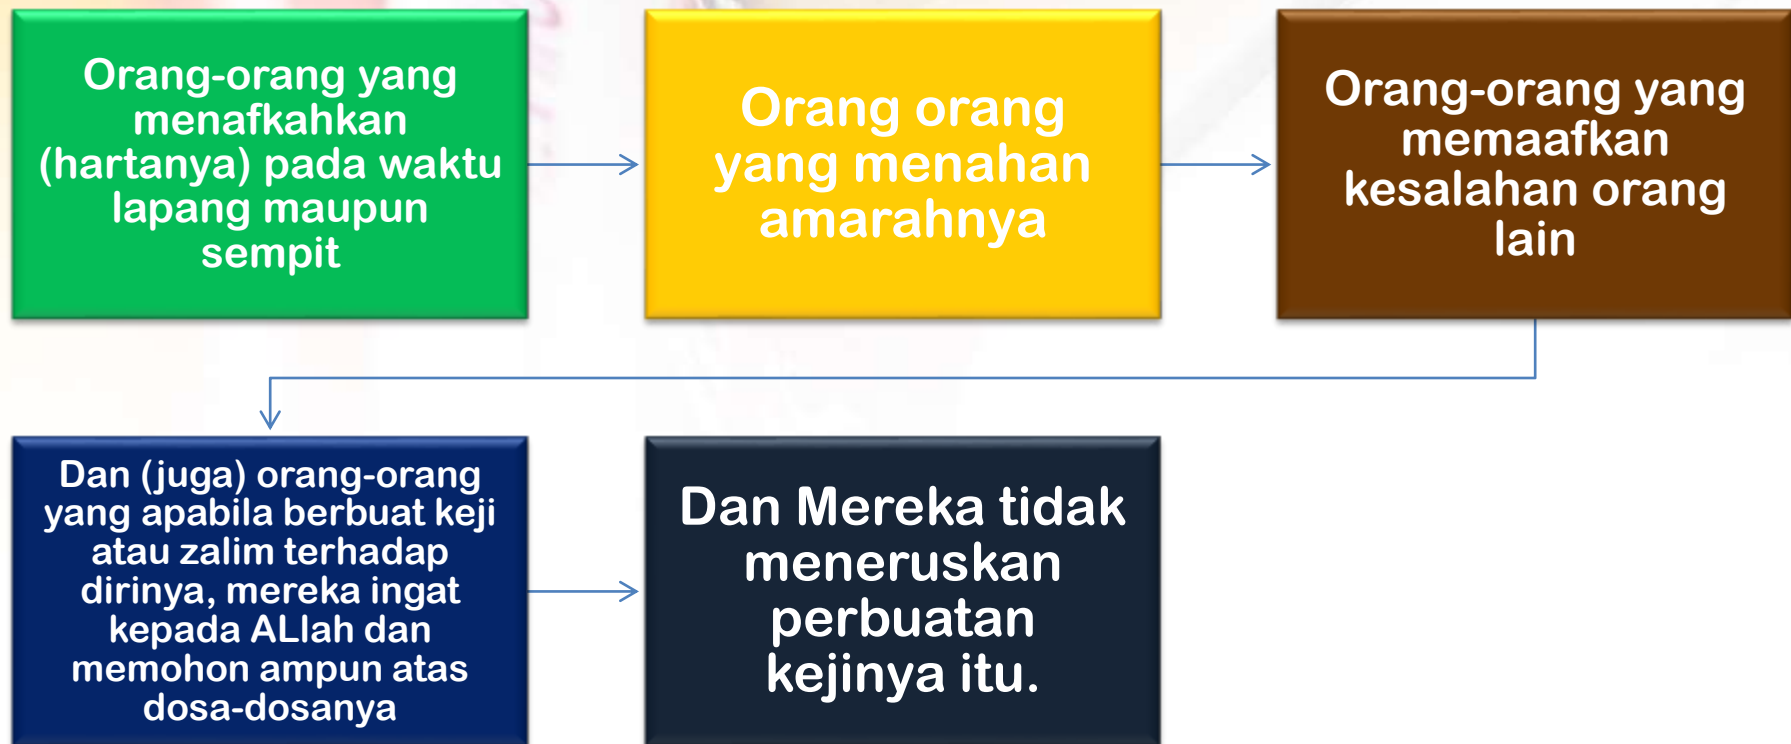 Orang-orang yang
menafkahkan
(hartanya) pada waktu
lapang maupun
sempit
Orang orang
yang menahan
amarahnya
Orang-orang yang
memaafkan
kesalahan orang
lain
Dan (juga) orang-orang
yang apabila berbuat keji
atau zalim terhadap
dirinya, mereka ingat
kepada ALlah dan
memohon ampun atas
dosa-dosanya
Dan Mereka tidak
meneruskan
perbuatan
kejinya itu.